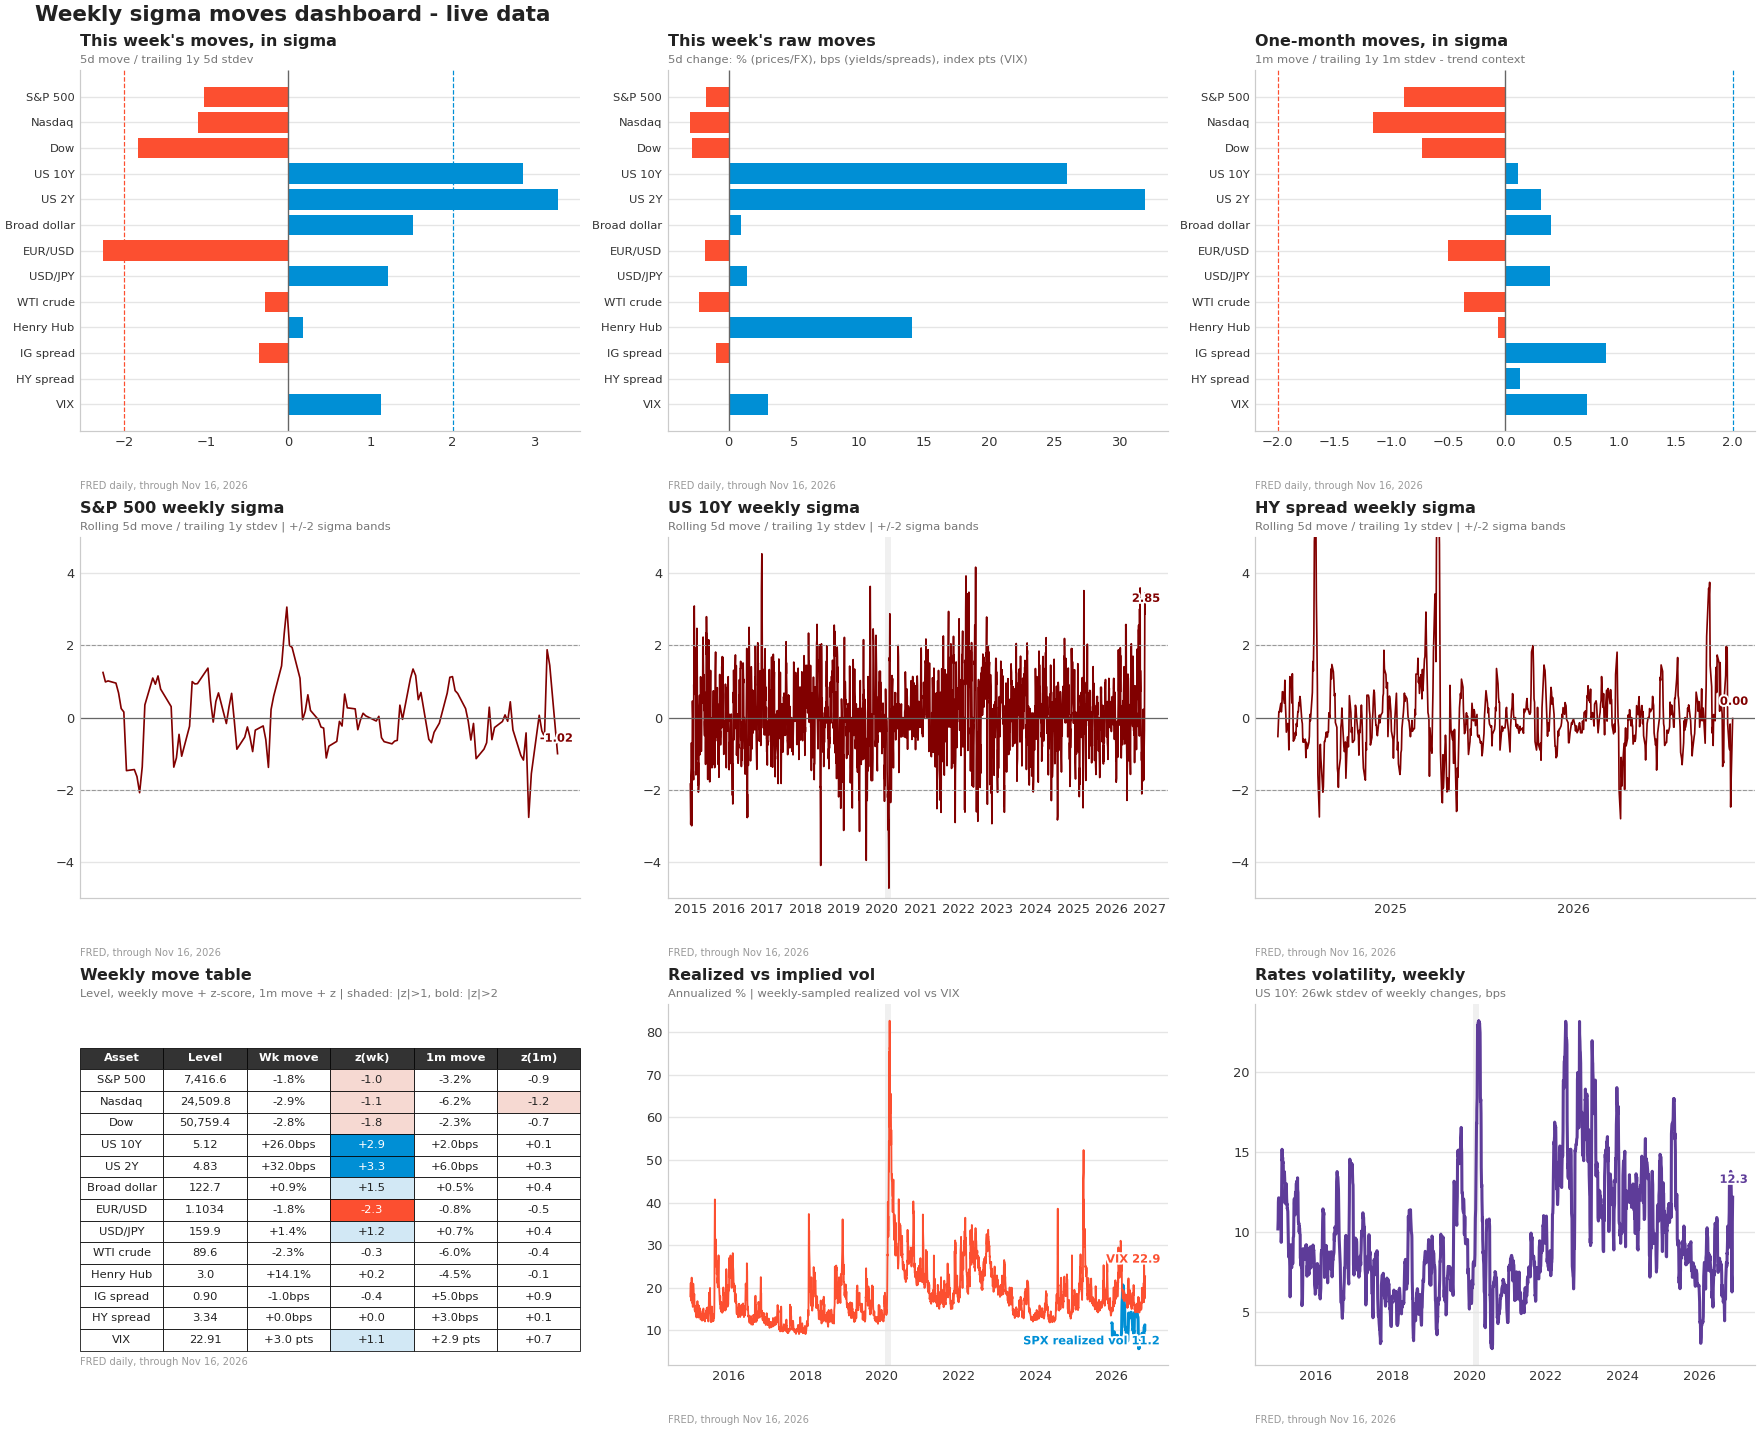 Weekly sigma moves dashboard - live data
This week's moves, in sigma
5d move / trailing 1y 5d stdev
S&P 500
Nasdaq
Dow
US 10Y
US 2Y
Broad dollar
EUR/USD
USD/JPY
WTI crude
Henry Hub
IG spread
HY spread
VIX
−2 −1 0 1 2 3
FRED daily, through Nov 16, 2026
This week's raw moves
5d change: % (prices/FX), bps (yields/spreads), index pts (VIX)
S&P 500
Nasdaq
Dow
US 10Y
US 2Y
Broad dollar
EUR/USD
USD/JPY
WTI crude
Henry Hub
IG spread
HY spread
VIX
0 5 10 15 20 25 30
FRED daily, through Nov 16, 2026
One-month moves, in sigma
1m move / trailing 1y 1m stdev - trend context
S&P 500
Nasdaq
Dow
US 10Y
US 2Y
Broad dollar
EUR/USD
USD/JPY
WTI crude
Henry Hub
IG spread
HY spread
VIX
−2.0 −1.5 −1.0 −0.5 0.0 0.5 1.0 1.5 2.0
FRED daily, through Nov 16, 2026
S&P 500 weekly sigma
Rolling 5d move / trailing 1y stdev | +/-2 sigma bands
4
2
0
−2
−4
-1.02
FRED, through Nov 16, 2026
US 10Y weekly sigma
Rolling 5d move / trailing 1y stdev | +/-2 sigma bands
4
2
0
−2
−4
2.85
2015 2016 2017 2018 2019 2020 2021 2022 2023 2024 2025 2026 2027
FRED, through Nov 16, 2026
HY spread weekly sigma
Rolling 5d move / trailing 1y stdev | +/-2 sigma bands
4
2
0
−2
−4
0.00
2025 2026
FRED, through Nov 16, 2026
Weekly move table
Level, weekly move + z-score, 1m move + z | shaded: |z|>1, bold: |z|>2
Asset Level Wk move z(wk) 1m move z(1m)
S&P 500 7,416.6 -1.8% -1.0 -3.2% -0.9
Nasdaq 24,509.8 -2.9% -1.1 -6.2% -1.2
Dow 50,759.4 -2.8% -1.8 -2.3% -0.7
US 10Y 5.12 +26.0bps +2.9 +2.0bps +0.1
US 2Y 4.83 +32.0bps +3.3 +6.0bps +0.3
Broad dollar 122.7 +0.9% +1.5 +0.5% +0.4
EUR/USD 1.1034 -1.8% -2.3 -0.8% -0.5
USD/JPY 159.9 +1.4% +1.2 +0.7% +0.4
WTI crude 89.6 -2.3% -0.3 -6.0% -0.4
Henry Hub 3.0 +14.1% +0.2 -4.5% -0.1
IG spread 0.90 -1.0bps -0.4 +5.0bps +0.9
HY spread 3.34 +0.0bps +0.0 +3.0bps +0.1
VIX 22.91 +3.0 pts +1.1 +2.9 pts +0.7
FRED daily, through Nov 16, 2026
Realized vs implied vol
Annualized % | weekly-sampled realized vol vs VIX
80
70
60
50
40
30
20
10
VIX 22.9
SPX realized vol 11.2
2016 2018 2020 2022 2024 2026
FRED, through Nov 16, 2026
Rates volatility, weekly
US 10Y: 26wk stdev of weekly changes, bps
20
15
10
5
12.3
2016 2018 2020 2022 2024 2026
FRED, through Nov 16, 2026